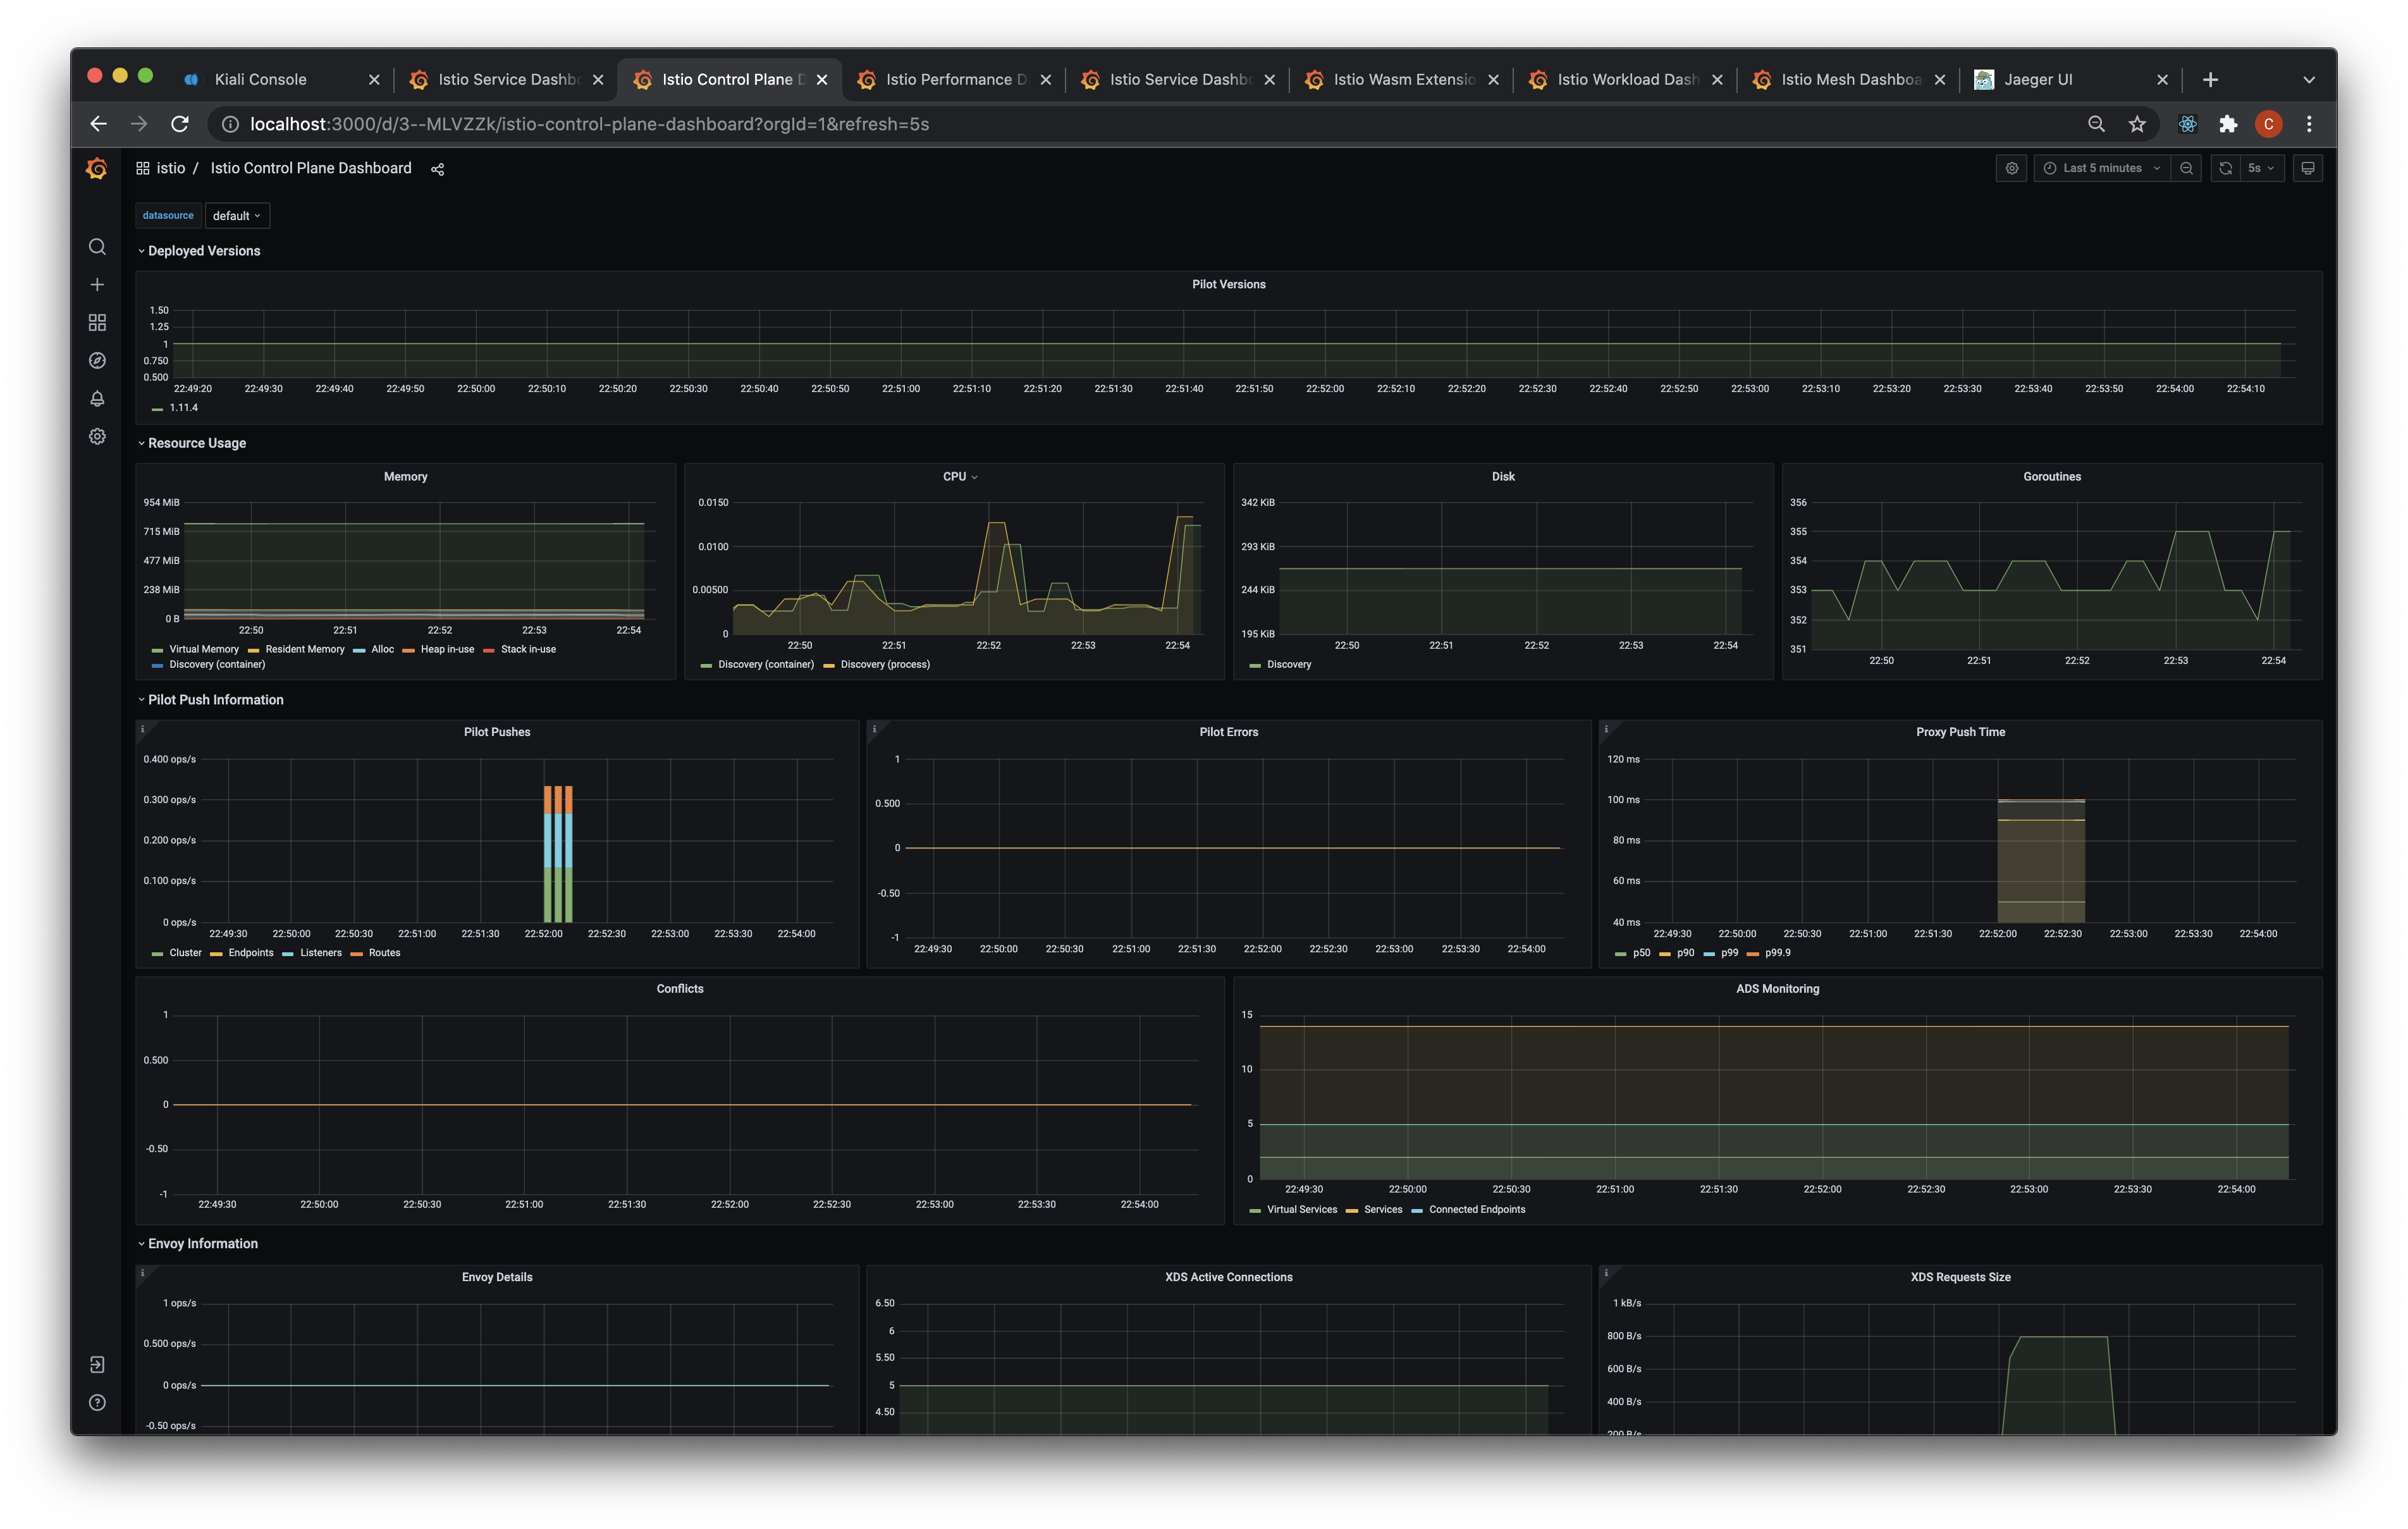 Kiali Console
Istio Service Dashbo
Istio Control Plane D
Istio Performance D
Istio Service Dashbo
Istio Wasm Extensio
Istio Workload Dash
Istio Mesh Dashboa
Jaeger UI
localhost:3000/d/3--MLVZZk/istio-control-plane-dashboard?orgId=1&refresh=5s
C
istio / Istio Control Plane Dashboard
Last 5 minutes
5s
datasource default
Deployed Versions
Pilot Versions
1.50
1.25
1
0.750
0.500
22:49:20 22:49:30 22:49:40 22:49:50 22:50:00 22:50:10 22:50:20 22:50:30 22:50:40 22:50:50 22:51:00 22:51:10 22:51:20 22:51:30 22:51:40 22:51:50 22:52:00 22:52:10 22:52:20 22:52:30 22:52:40 22:52:50 22:53:00 22:53:10 22:53:20 22:53:30 22:53:40 22:53:50 22:54:00 22:54:10
1.11.4
Resource Usage
Memory
954 MiB
715 MiB
477 MiB
238 MiB
0 B
22:50 22:51 22:52 22:53 22:54
Virtual Memory Resident Memory Alloc Heap in-use Stack in-use
Discovery (container)
CPU
0.0150
0.0100
0.00500
0
22:50 22:51 22:52 22:53 22:54
Discovery (container) Discovery (process)
Disk
342 KiB
293 KiB
244 KiB
195 KiB
22:50 22:51 22:52 22:53 22:54
Discovery
Goroutines
356
355
354
353
352
351
22:50 22:51 22:52 22:53 22:54
Pilot Push Information
Pilot Pushes
0.400 ops/s
0.300 ops/s
0.200 ops/s
0.100 ops/s
0 ops/s
22:49:30 22:50:00 22:50:30 22:51:00 22:51:30 22:52:00 22:52:30 22:53:00 22:53:30 22:54:00
Cluster Endpoints Listeners Routes
Pilot Errors
1
0.500
0
-0.50
-1
22:49:30 22:50:00 22:50:30 22:51:00 22:51:30 22:52:00 22:52:30 22:53:00 22:53:30 22:54:00
Proxy Push Time
120 ms
100 ms
80 ms
60 ms
40 ms
22:49:30 22:50:00 22:50:30 22:51:00 22:51:30 22:52:00 22:52:30 22:53:00 22:53:30 22:54:00
p50 p90 p99 p99.9
Conflicts
1
0.500
0
-0.50
-1
22:49:30 22:50:00 22:50:30 22:51:00 22:51:30 22:52:00 22:52:30 22:53:00 22:53:30 22:54:00
ADS Monitoring
15
10
5
0
22:49:30 22:50:00 22:50:30 22:51:00 22:51:30 22:52:00 22:52:30 22:53:00 22:53:30 22:54:00
Virtual Services Services Connected Endpoints
Envoy Information
Envoy Details
1 ops/s
0.500 ops/s
0 ops/s
-0.50 ops/s
XDS Active Connections
6.50
6
5.50
5
4.50
XDS Requests Size
1 kB/s
800 B/s
600 B/s
400 B/s
200 B/s